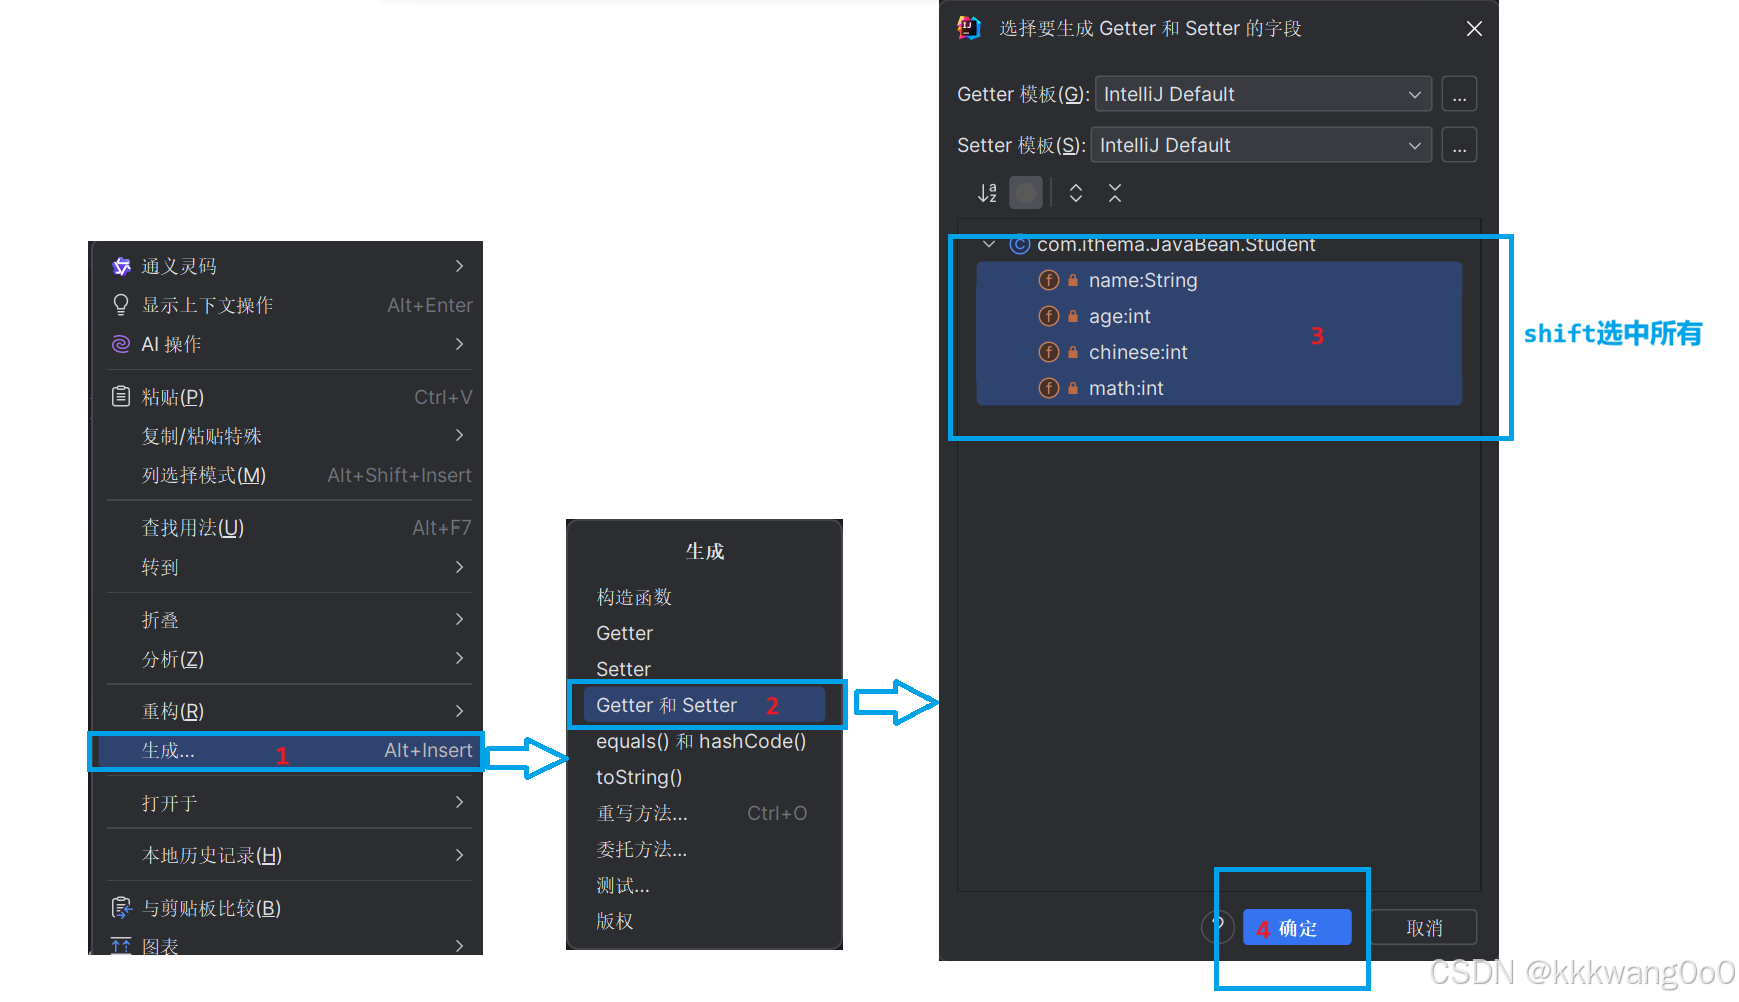 通义灵码
显示上下文操作 Alt+Enter
AI 操作
粘贴(P) Ctrl+V
复制/粘贴特殊
列选择模式(M) Alt+Shift+Insert
查找用法(U) Alt+F7
转到
折叠
分析(Z)
重构(R)
生成... 1 Alt+Insert
打开于
本地历史记录(H)
与剪贴板比较(B)
图表
生成
构造函数
Getter
Setter
Getter 和 Setter 2
equals() 和 hashCode()
toString()
重写方法... Ctrl+O
委托方法...
测试...
版权
选择要生成 Getter 和 Setter 的字段
Getter 模板(G): IntelliJ Default ...
Setter 模板(S): IntelliJ Default ...
com.ithema.JavaBean.Student
name:String
age:int
3
chinese:int
math:int
shift选中所有
? 4 确定 取消
CSDN @kkkwang0o0